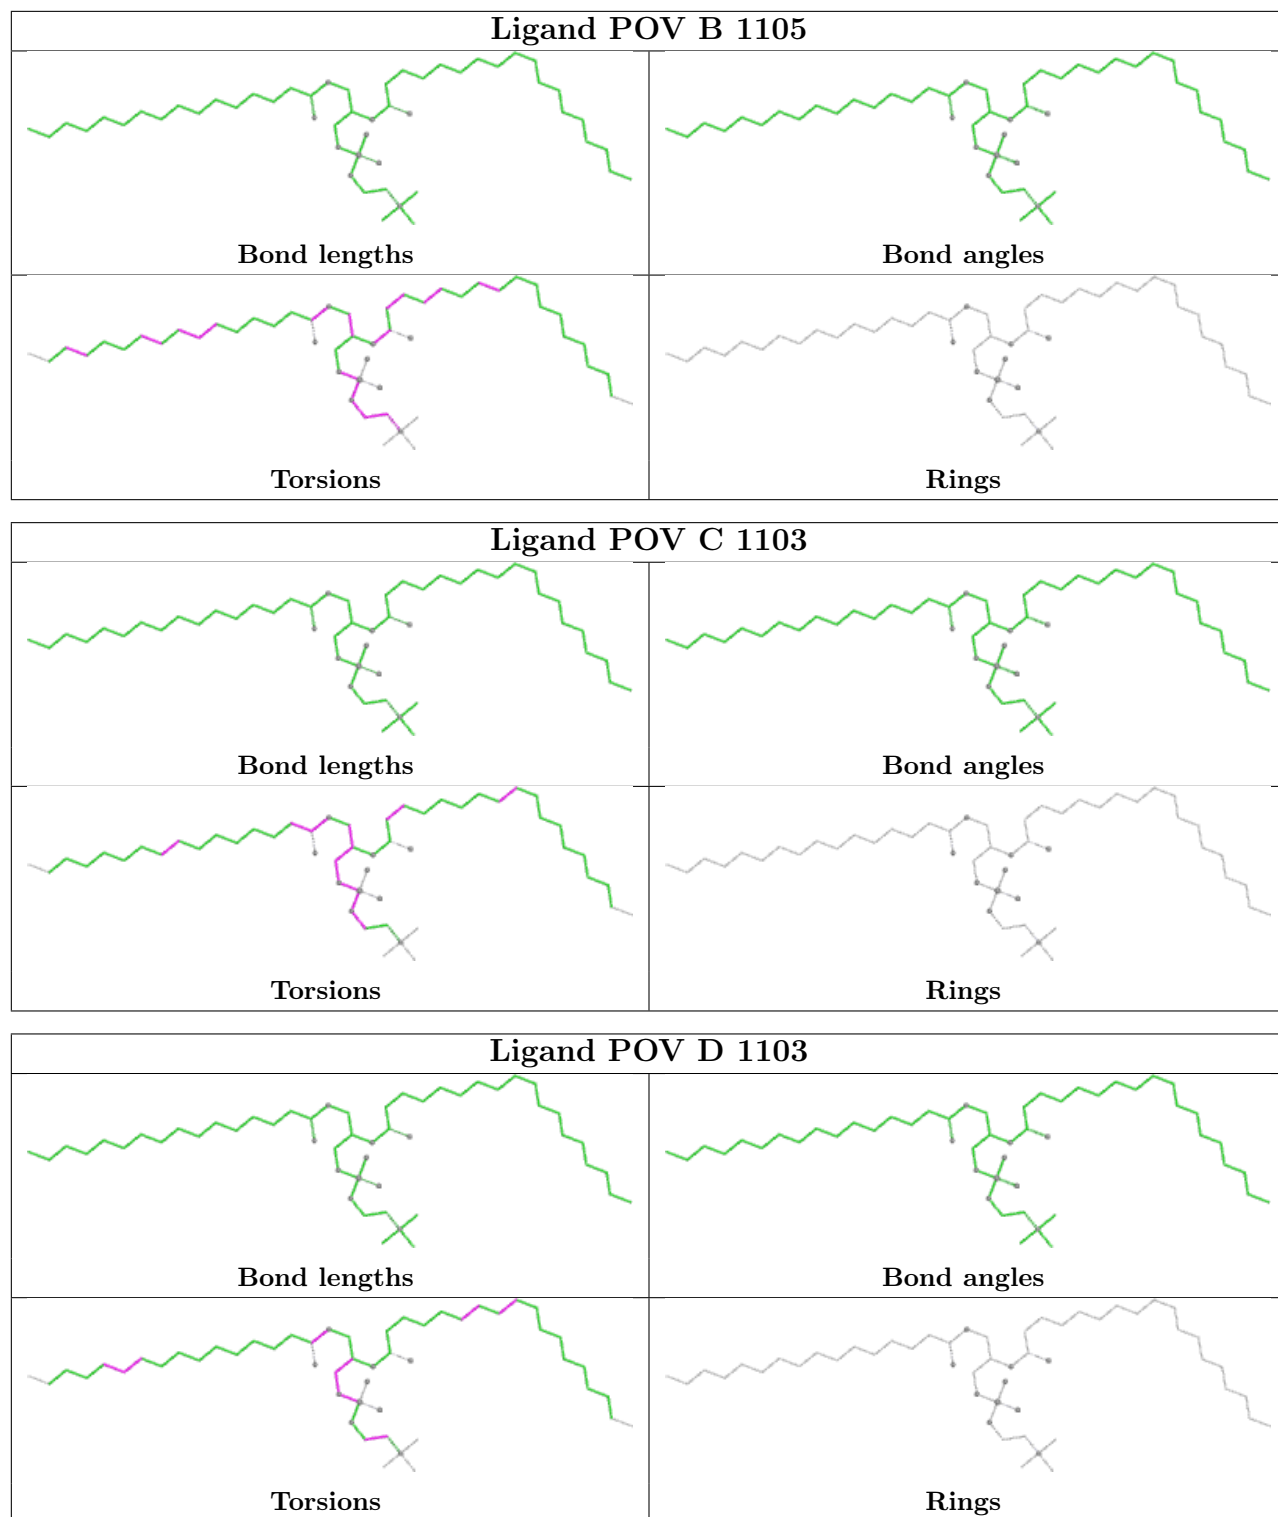 Ligand POV B 1105
Bond lengths
Bond angles
Torsions
Rings
Ligand POV C 1103
Bond lengths
Bond angles
Torsions
Rings
Ligand POV D 1103
Bond lengths
Bond angles
Torsions
Rings